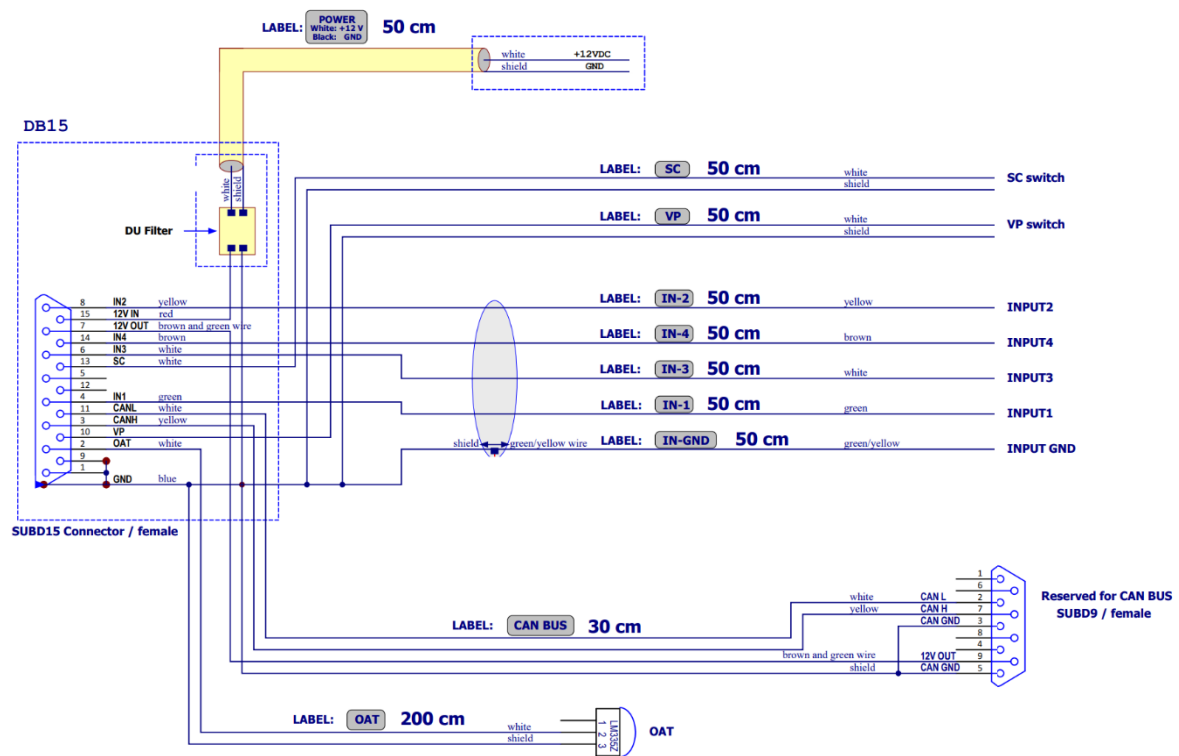 LABEL: POWER 50 cm
White: +12 V
Black: GND
white +12VDC
shield GND
DB15
white
shield
DU Filter
LABEL: SC 50 cm white SC switch
shield
LABEL: VP 50 cm white VP switch
shield
8 IN2 yellow
15 12V IN red
7 12V OUT brown and green wire
14 IN4 brown
6 IN3 white
13 SC white
5
12
4 IN1 green
11 CANL white
3 CANH yellow
10 VP
2 OAT white
9
1
GND blue
SUBD15 Connector / female
LABEL: IN-2 50 cm yellow INPUT2
LABEL: IN-4 50 cm brown INPUT4
LABEL: IN-3 50 cm white INPUT3
LABEL: IN-1 50 cm green INPUT1
shield green/yellow wire LABEL: IN-GND 50 cm green/yellow INPUT GND
LABEL: CAN BUS 30 cm
1
6
white CAN L 2
yellow CAN H 7
CAN GND 3
8
4
brown and green wire 12V OUT 9
shield CAN GND 5
Reserved for CAN BUS
SUBD9 / female
LABEL: OAT 200 cm
white
shield
1
2
3
LM335Z
OAT